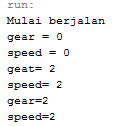 run:
Mulai berjalan
gear = 0
speed = 0
geat= 2
speed= 2
gear=2
speed=2